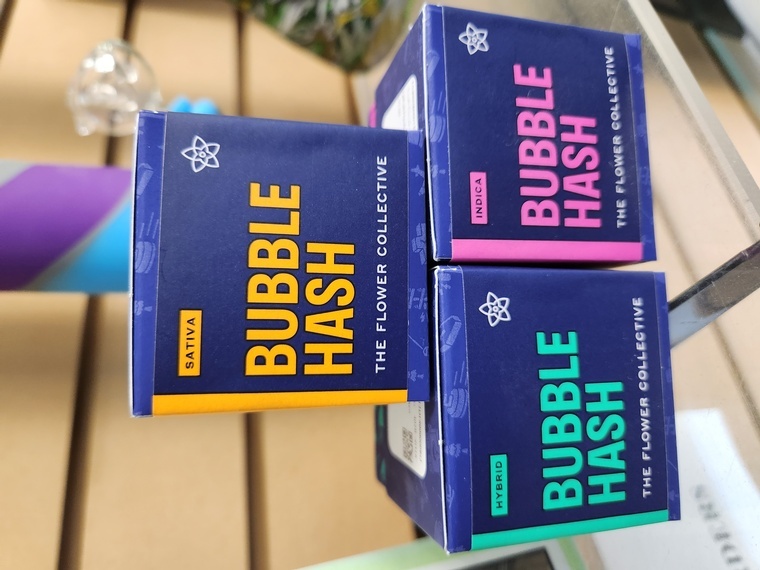 SATIVA
BUBBLE
HASH
THE FLOWER COLLECTIVE
INDICA
BUBBLE
HASH
THE FLOWER COLLECTIVE
HYBRID
BUBBLE
HASH
THE FLOWER COLLECTIVE